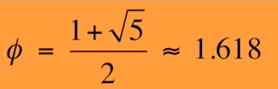 ϕ = (1 + √5) / 2 ≈ 1.618